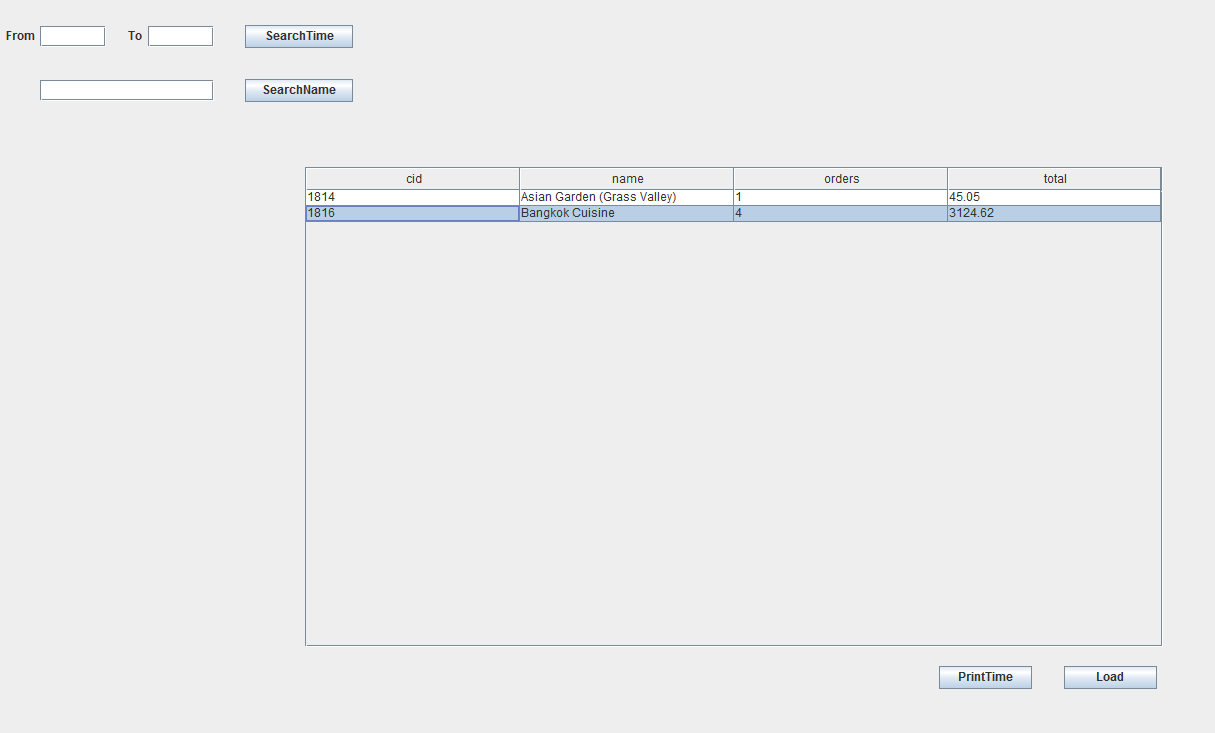 From To SearchTime
SearchName
cid name orders total
1814 Asian Garden (Grass Valley) 1 45.05
1816 Bangkok Cuisine 4 3124.62
PrintTime Load